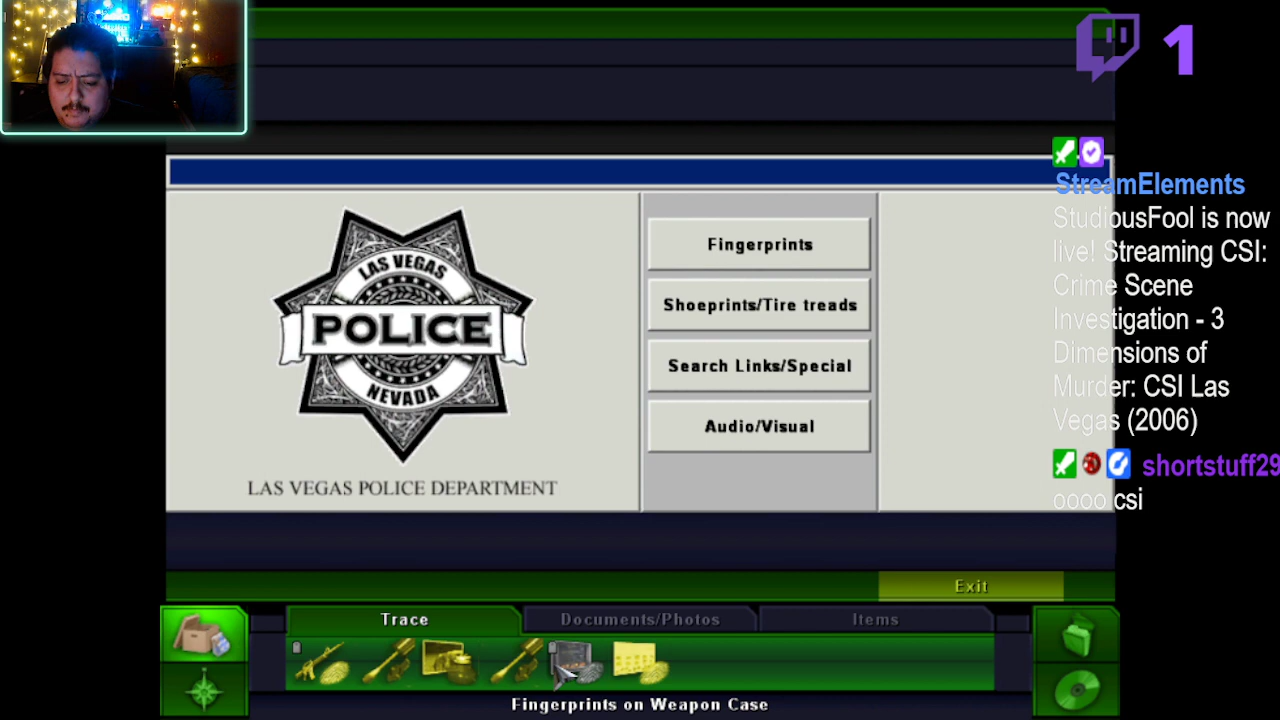 1
StreamElements
StudiousFool is now
live! Streaming CSI:
Crime Scene
Investigation - 3
Dimensions of
Murder: CSI Las
Vegas (2006)
shortstuff29
oooo csi
LAS VEGAS
POLICE
NEVADA
LAS VEGAS POLICE DEPARTMENT
Fingerprints
Shoeprints/Tire treads
Search Links/Special
Audio/Visual
Exit
Trace
Documents/Photos
Items
Fingerprints on Weapon Case